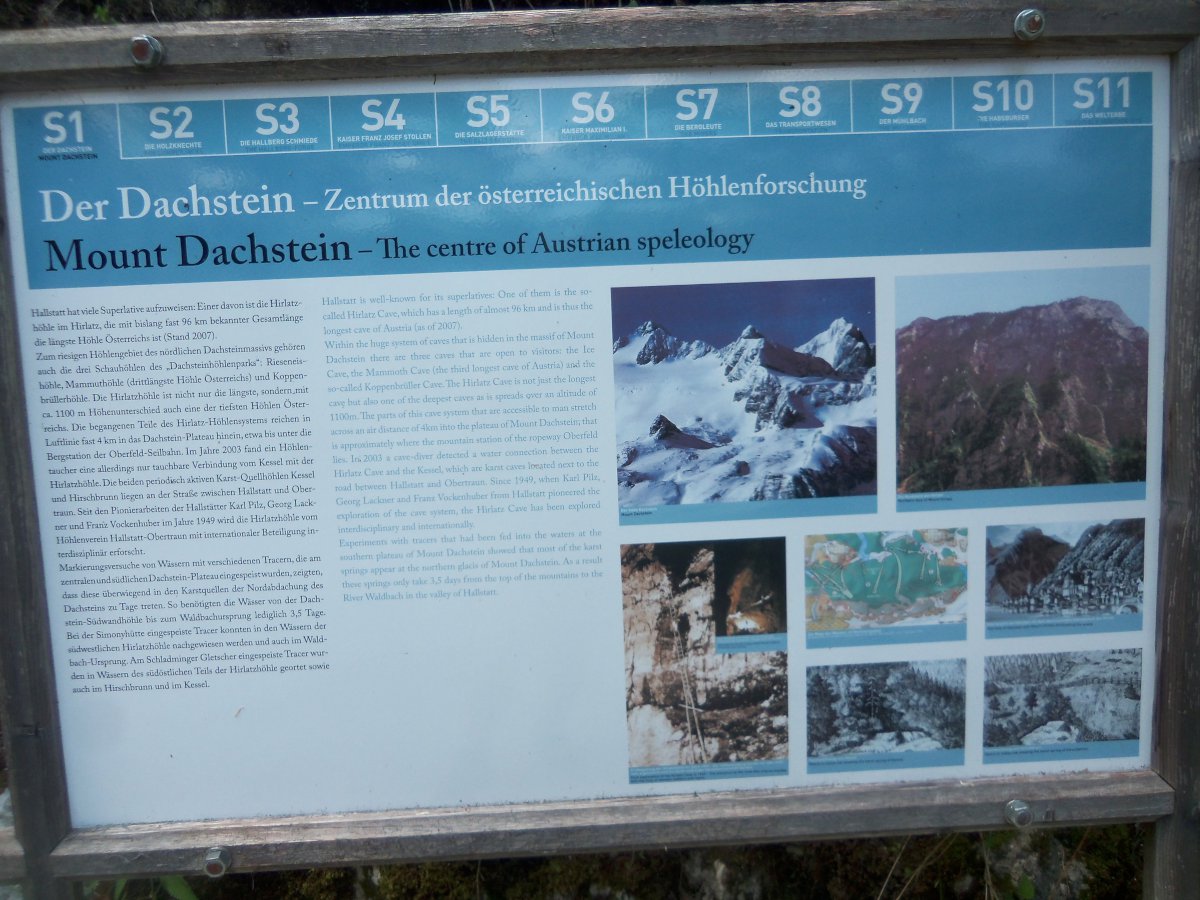 S1
DER DACHSTEIN
MOUNT DACHSTEIN
S2
DIE HOLZKNECHTE
S3
DIE HALLBERG SCHMIEDE
S4
KAISER FRANZ JOSEF STOLLEN
S5
DIE SALZLAGERSTÄTTE
S6
KAISER MAXIMILIAN I.
S7
DIE BERGLEUTE
S8
DAS TRANSPORTWESEN
S9
DER MÜHLBACH
S10
DIE HABSBURGER
S11
DAS WELTERBE
Der Dachstein – Zentrum der österreichischen Höhlenforschung
Mount Dachstein – The centre of Austrian speleology
Hallstatt hat viele Superlative aufzuweisen: Einer davon ist die Hirlatz-
höhle im Hirlatz, die mit bislang fast 96 km bekannter Gesamtlänge
die längste Höhle Österreichs ist (Stand 2007).
Zum riesigen Höhlengebiet des nördlichen Dachsteinmassivs gehören
auch die drei Schauhöhlen des „Dachsteinhöhlenparks“: Rieseneis-
höhle, Mammuthöhle (drittlängste Höhle Österreichs) und Koppen-
brüllerhöhle. Die Hirlatzhöhle ist nicht nur die längste, sondern mit
ca. 1100 m Höhenunterschied auch eine der tiefsten Höhlen Öster-
reichs. Die begangenen Teile des Hirlatz-Höhlensystems reichen in
Luftlinie fast 4 km in das Dachstein-Plateau hinein, etwa bis unter die
Bergstation der Oberfeld-Seilbahn. Im Jahre 2003 fand ein Höhlen
taucher eine allerdings nur tauchbare Verbindung vom Kessel mit der
Hirlatzhöhle. Die beiden periodisch aktiven Karst-Quellhöhlen Kessel
und Hirschbrunn liegen an der Straße zwischen Hallstatt und Ober-
traun. Seit den Pionierarbeiten der Hallstätter Karl Pilz, Georg Lack-
ner und Franz Vockenhuber im Jahre 1949 wird die Hirlatzhöhle vom
Höhlenverein Hallstatt-Obertraun mit internationaler Beteiligung in-
terdisziplinär erforscht.
Markierungsversuche von Wässern mit verschiedenen Tracern, die am
zentralen und südlichen Dachstein-Plateau eingespeist wurden, zeigten,
dass diese überwiegend in den Karstquellen der Nordabdachung des
Dachsteins zu Tage treten. So benötigten die Wässer von der Dach-
stein-Südwandhöhle bis zum Waldbachursprung lediglich 3,5 Tage.
Bei der Simonyhütte eingespeiste Tracer konnten in den Wässern der
südwestlichen Hirlatzhöhle nachgewiesen werden und auch im Wald-
bach-Ursprung. Am Schladminger Gletscher eingespeiste Tracer wur-
den in Wässern des südöstlichen Teils der Hirlatzhöhle geortet sowie
auch im Hirschbrunn und im Kessel.
Hallstatt is well-known for its superlatives: One of them is the so-
called Hirlatz Cave, which has a length of almost 96 km and is thus the
longest cave of Austria (as of 2007).
Within the huge system of caves that is hidden in the massif of Mount
Dachstein there are three caves that are open to visitors: the Ice
Cave, the Mammoth Cave (the third longest cave of Austria) and the
so-called Koppenbrüller Cave. The Hirlatz Cave is not just the longest
cave but also one of the deepest caves as is spreads over an altitude of
1100m. The parts of this cave system that are accessible to man stretch
across an air distance of 4km into the plateau of Mount Dachstein; that
is approximately where the mountain station of the ropeway Oberfeld
lies. In 2003 a cave-diver detected a water connection between the
Hirlatz Cave and the Kessel, which are karst caves located next to the
road between Hallstatt and Obertraun. Since 1949, when Karl Pilz,
Georg Lackner and Franz Vockenhuber from Hallstatt pioneered the
exploration of the cave system, the Hirlatz Cave has been explored
interdisciplinary and internationally.
Experiments with tracers that had been fed into the waters at the
southern plateau of Mount Dachstein showed that most of the karst
springs appear at the northern glacis of Mount Dachstein. As a result
these springs only take 3,5 days from the top of the mountains to the
River Waldbach in the valley of Hallstatt.
Mount Dachstein